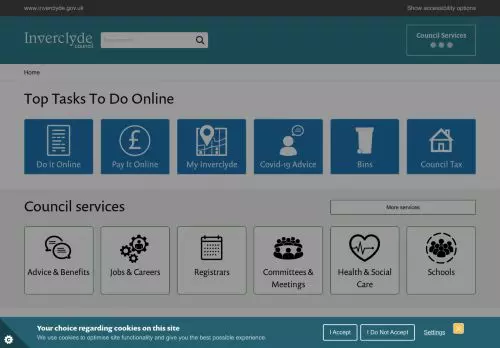 www.inverclyde.gov.uk
Show accessibility options
Inverclyde
council
Council Services
Home
Top Tasks To Do Online
Do It Online
Pay It Online
My Inverclyde
Covid-19 Advice
Bins
Council Tax
Council services
More services
Advice & Benefits
Jobs & Careers
Registrars
Committees &
Meetings
Health & Social
Care
Schools
Your choice regarding cookies on this site
We use cookies to optimise site functionality and give you the best possible experience.
I Accept
I Do Not Accept
Settings